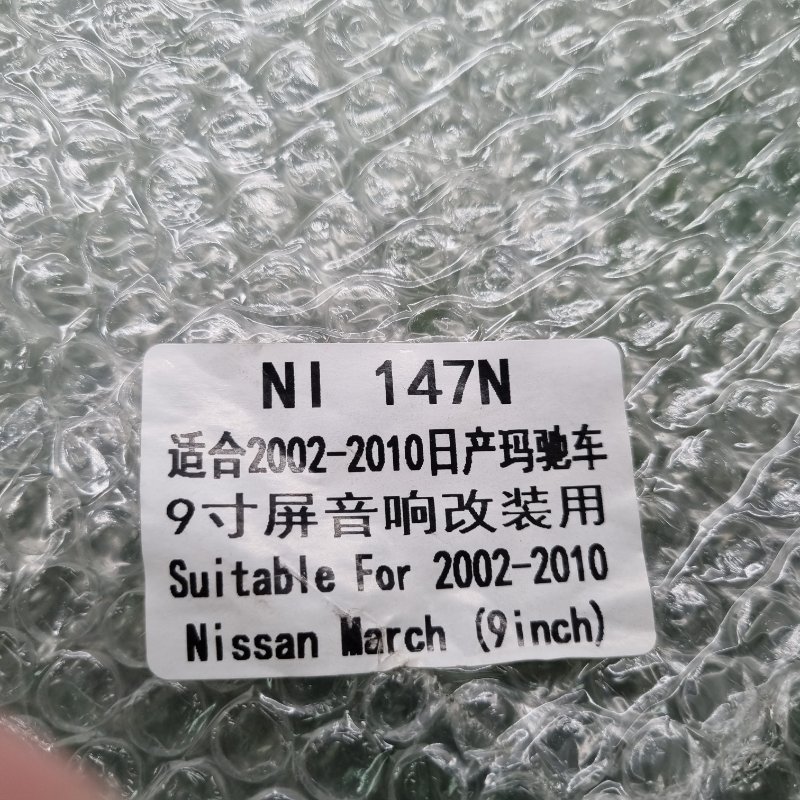 NI 147N
适合2002-2010日产玛驰车
9寸屏音响改装用
Suitable For 2002-2010
Nissan March (9inch)